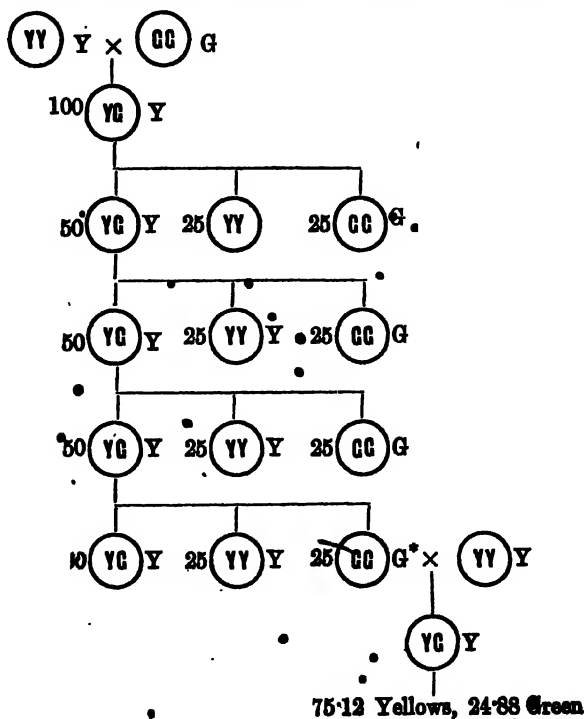 YY Y × GG G
100 YG Y
50 YG Y 25 YY 25 GG G
50 YG Y 25 YY Y 25 GG G
50 YG Y 25 YY Y 25 GG G
YG Y 25 YY Y 25 GG G* × YY Y
YG Y
75·12 Yellows, 24·88 Green